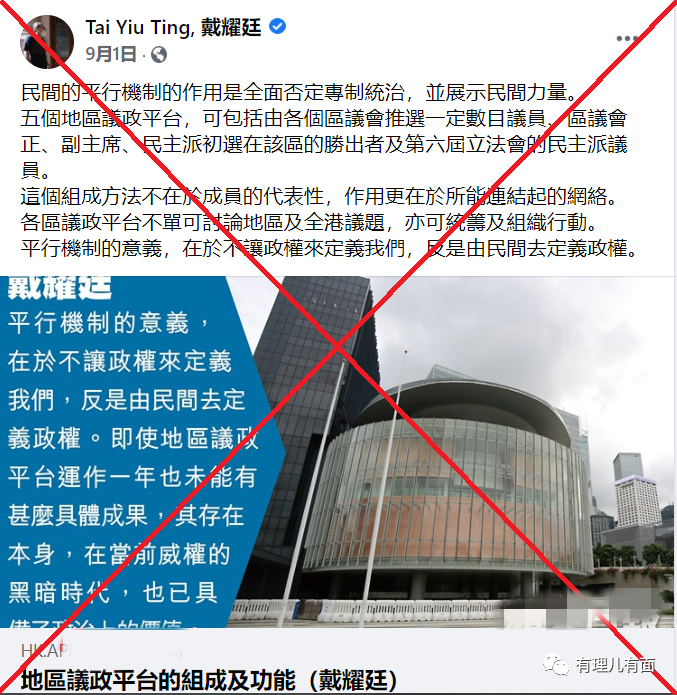 Tai Yiu Ting, 戴耀廷
9月1日
民間的平行機制的作用是全面否定專制統治，並展示民間力量。
五個地區議政平台，可包括由各個區議會推選一定數目議員、區議會
正、副主席、民主派初選在該區的勝出者及第六屆立法會的民主派議
員。
這個組成方法不在於成員的代表性，作用更在於所能連結起的網絡。
各區議政平台不單可討論地區及全港議題，亦可統籌及組織行動。
平行機制的意義，在於不讓政權來定義我們，反是由民間去定義政權。
戴耀廷
平行機制的意義，
在於不讓政權來定義
我們，反是由民間去定
義政權。即使地區議政
平台運作一年也未能有
甚麼具體成果，其存在
本身，在當前威權的
黑暗時代，也已具
備了政治上的價值。
HK.AP
地區議政平台的組成及功能（戴耀廷）
有理儿有面